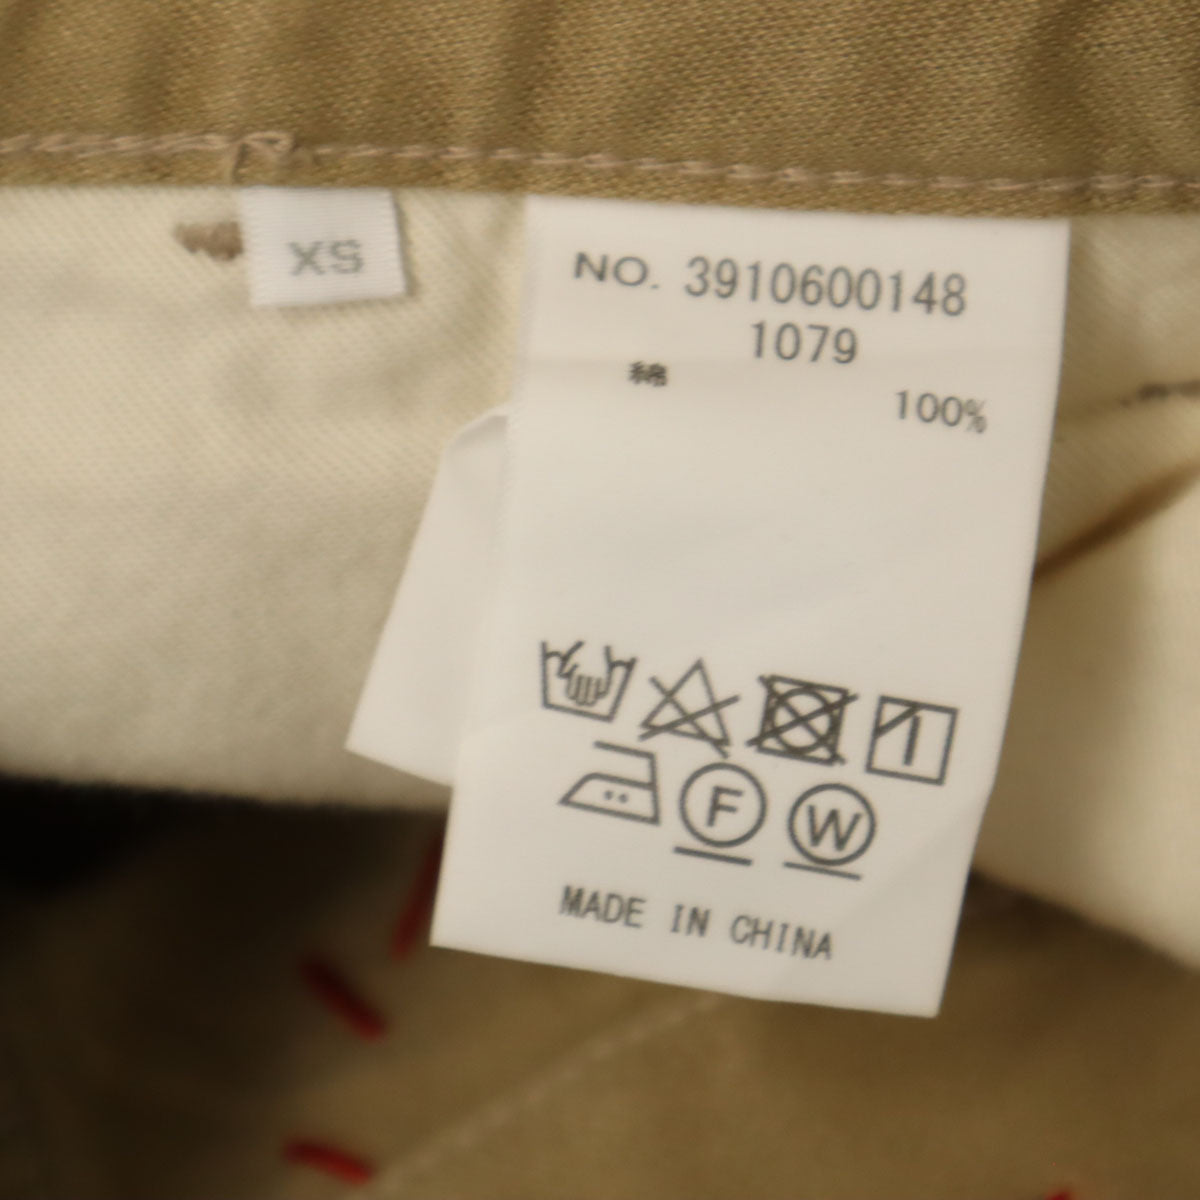 XS
NO. 3910600148
1079
綿 100%
F W
MADE IN CHINA